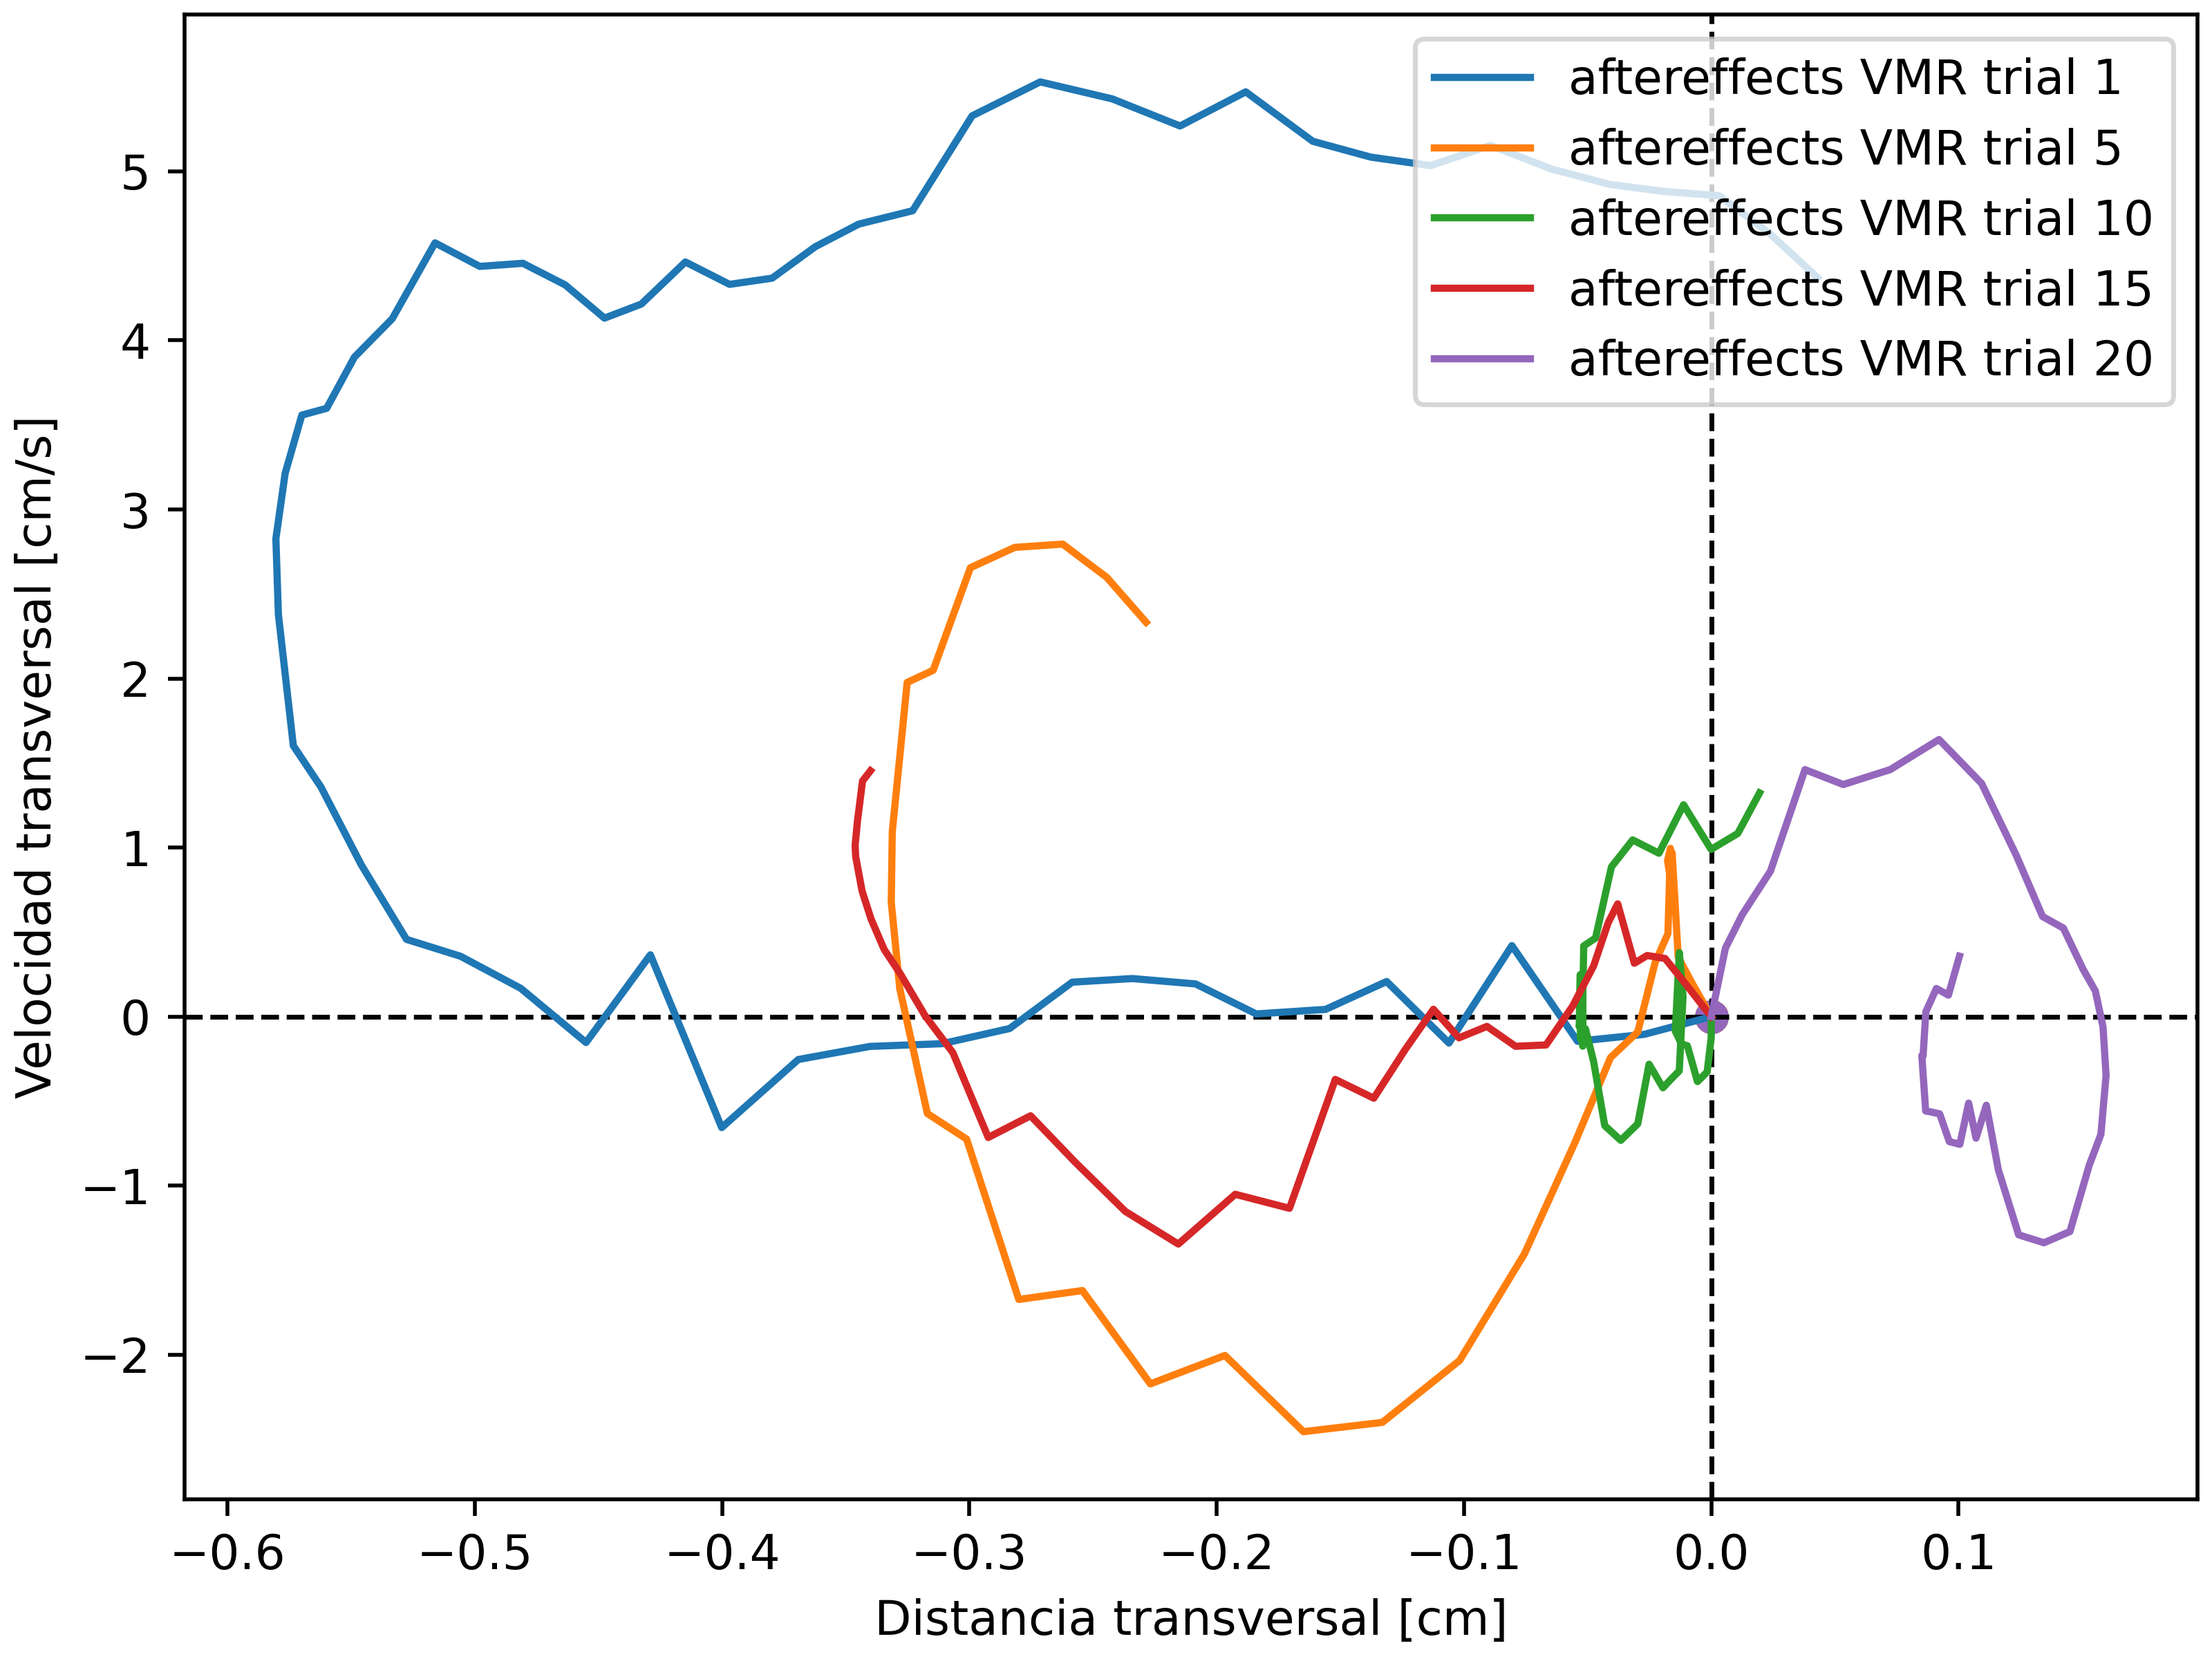 aftereffects VMR trial 1
aftereffects VMR trial 5
aftereffects VMR trial 10
aftereffects VMR trial 15
aftereffects VMR trial 20
Velocidad transversal [cm/s]
5
4
3
2
1
0
−1
−2
−0.6 −0.5 −0.4 −0.3 −0.2 −0.1 0.0 0.1
Distancia transversal [cm]